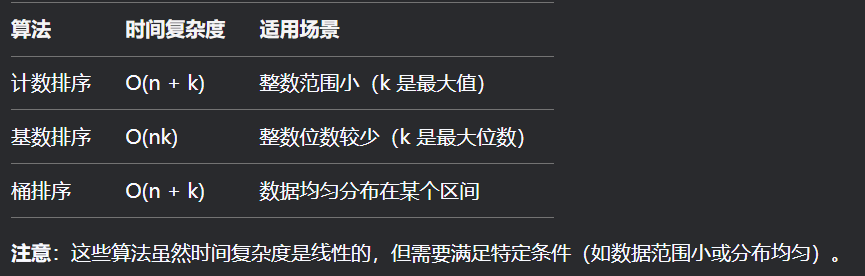 算法 时间复杂度 适用场景
计数排序 O(n + k) 整数范围小（k 是最大值）
基数排序 O(nk) 整数位数较少（k 是最大位数）
桶排序 O(n + k) 数据均匀分布在某个区间
注意：这些算法虽然时间复杂度是线性的，但需要满足特定条件（如数据范围小或分布均匀）。